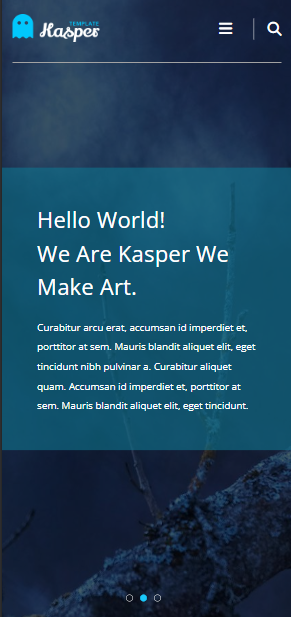 TEMPLATE
Kasper
Hello World!
We Are Kasper We
Make Art.
Curabitur arcu erat, accumsan id imperdiet et,
porttitor at sem. Mauris blandit aliquet elit, eget
tincidunt nibh pulvinar a. Curabitur aliquet
quam. Accumsan id imperdiet et, porttitor at
sem. Mauris blandit aliquet elit, eget tincidunt.